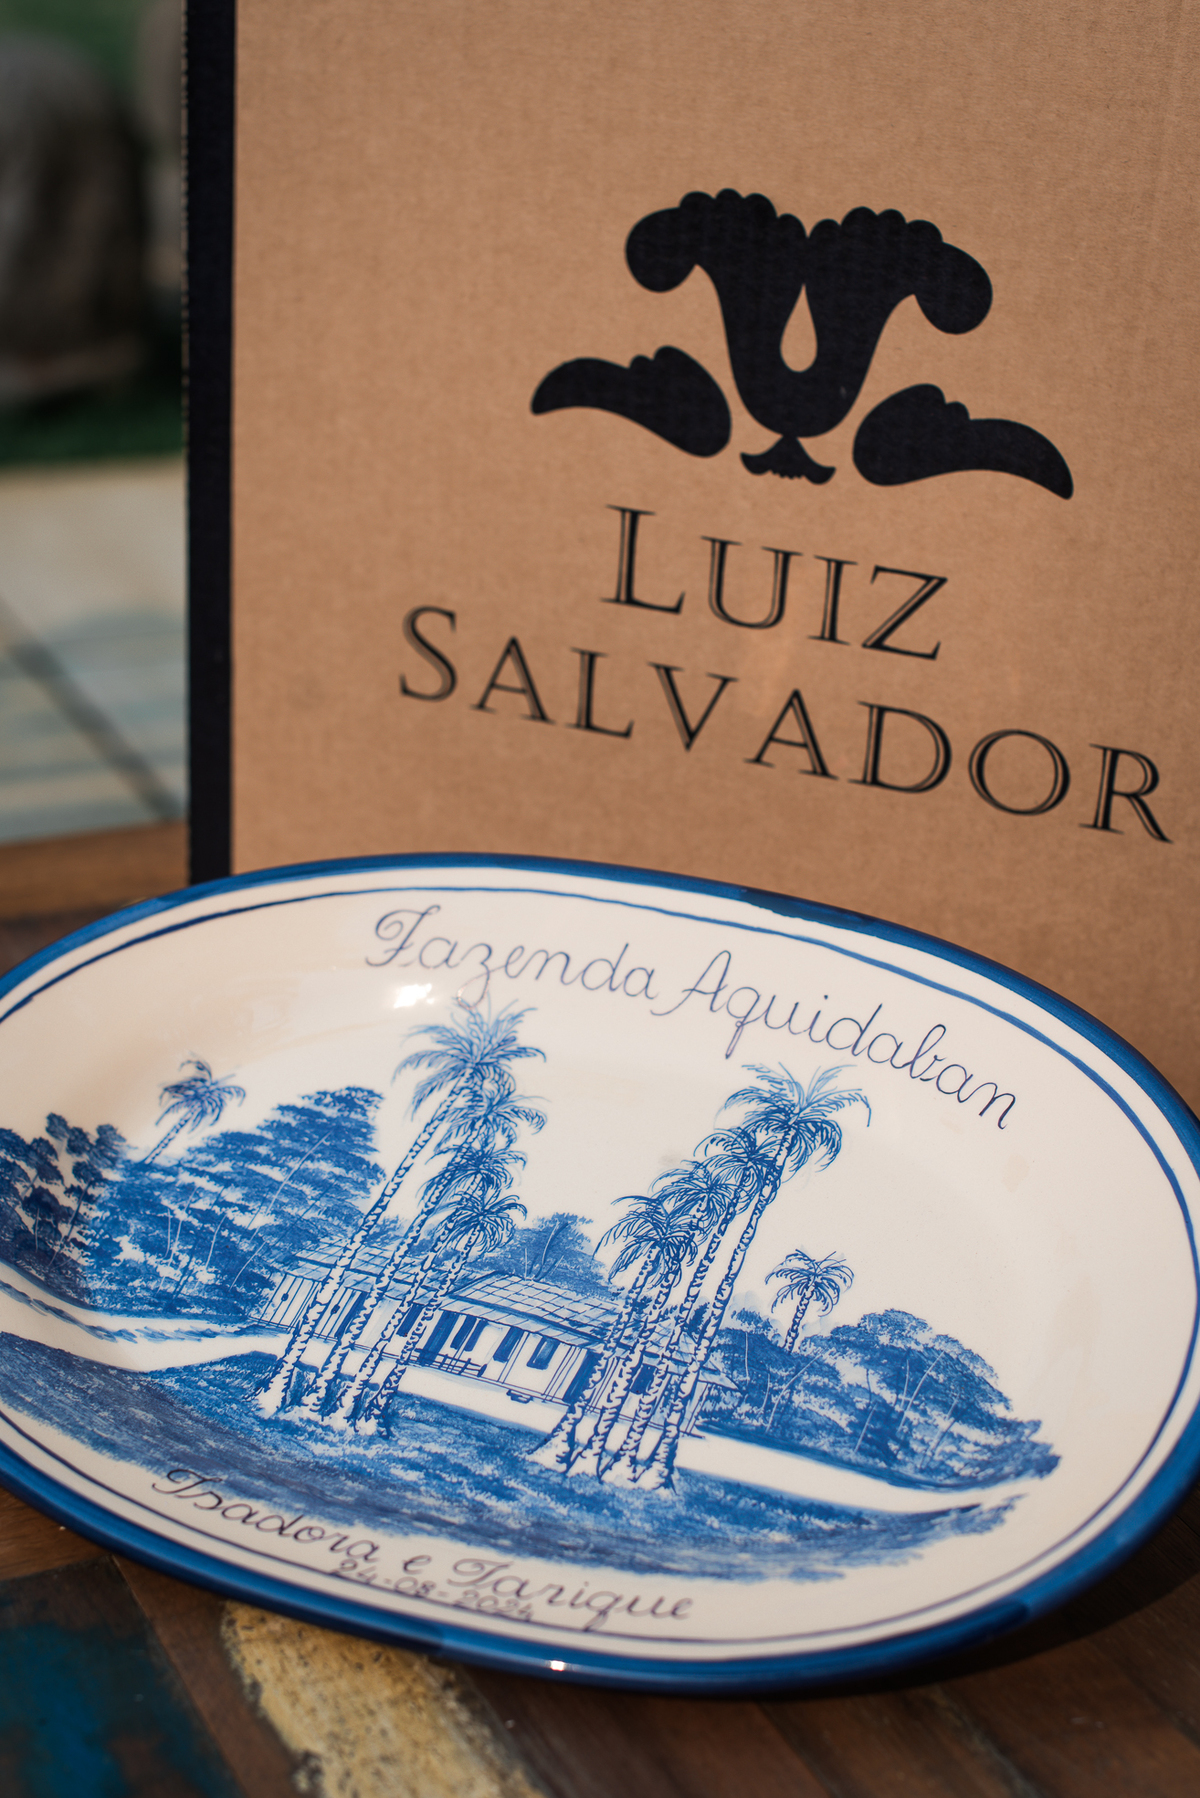 LUIZ
SALVADOR
Fazenda Aquidaban
Isadora e Tarique
24-08-2024